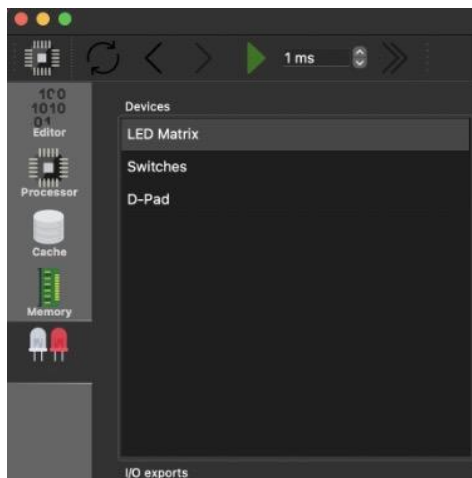 1 ms
100
1010
01
Editor
Processor
Cache
Memory
Devices
LED Matrix
Switches
D-Pad
I/O exports